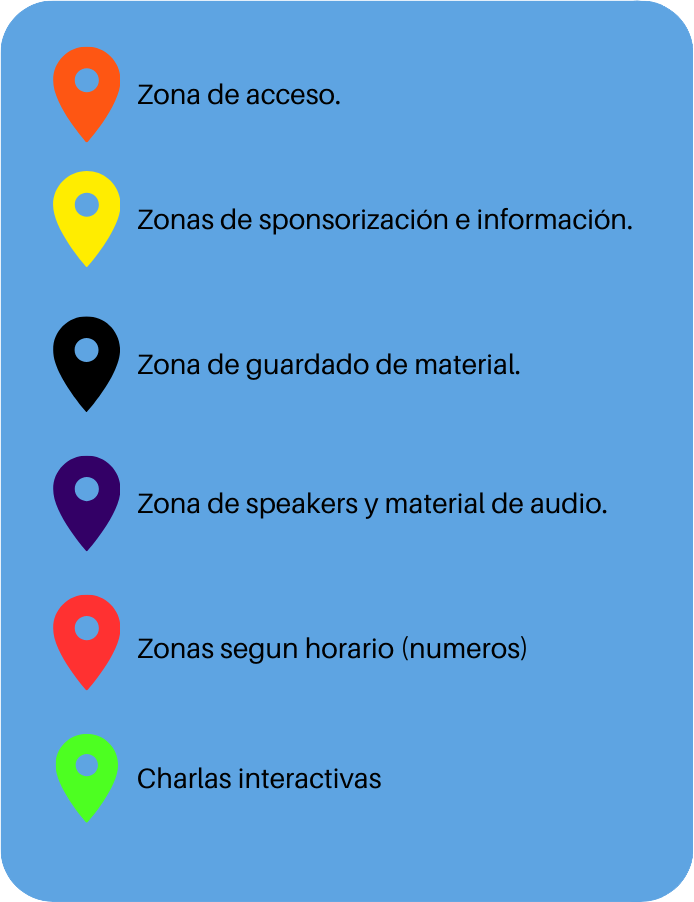 Zona de acceso.
Zonas de sponsorización e información.
Zona de guardado de material.
Zona de speakers y material de audio.
Zonas segun horario (numeros)
Charlas interactivas